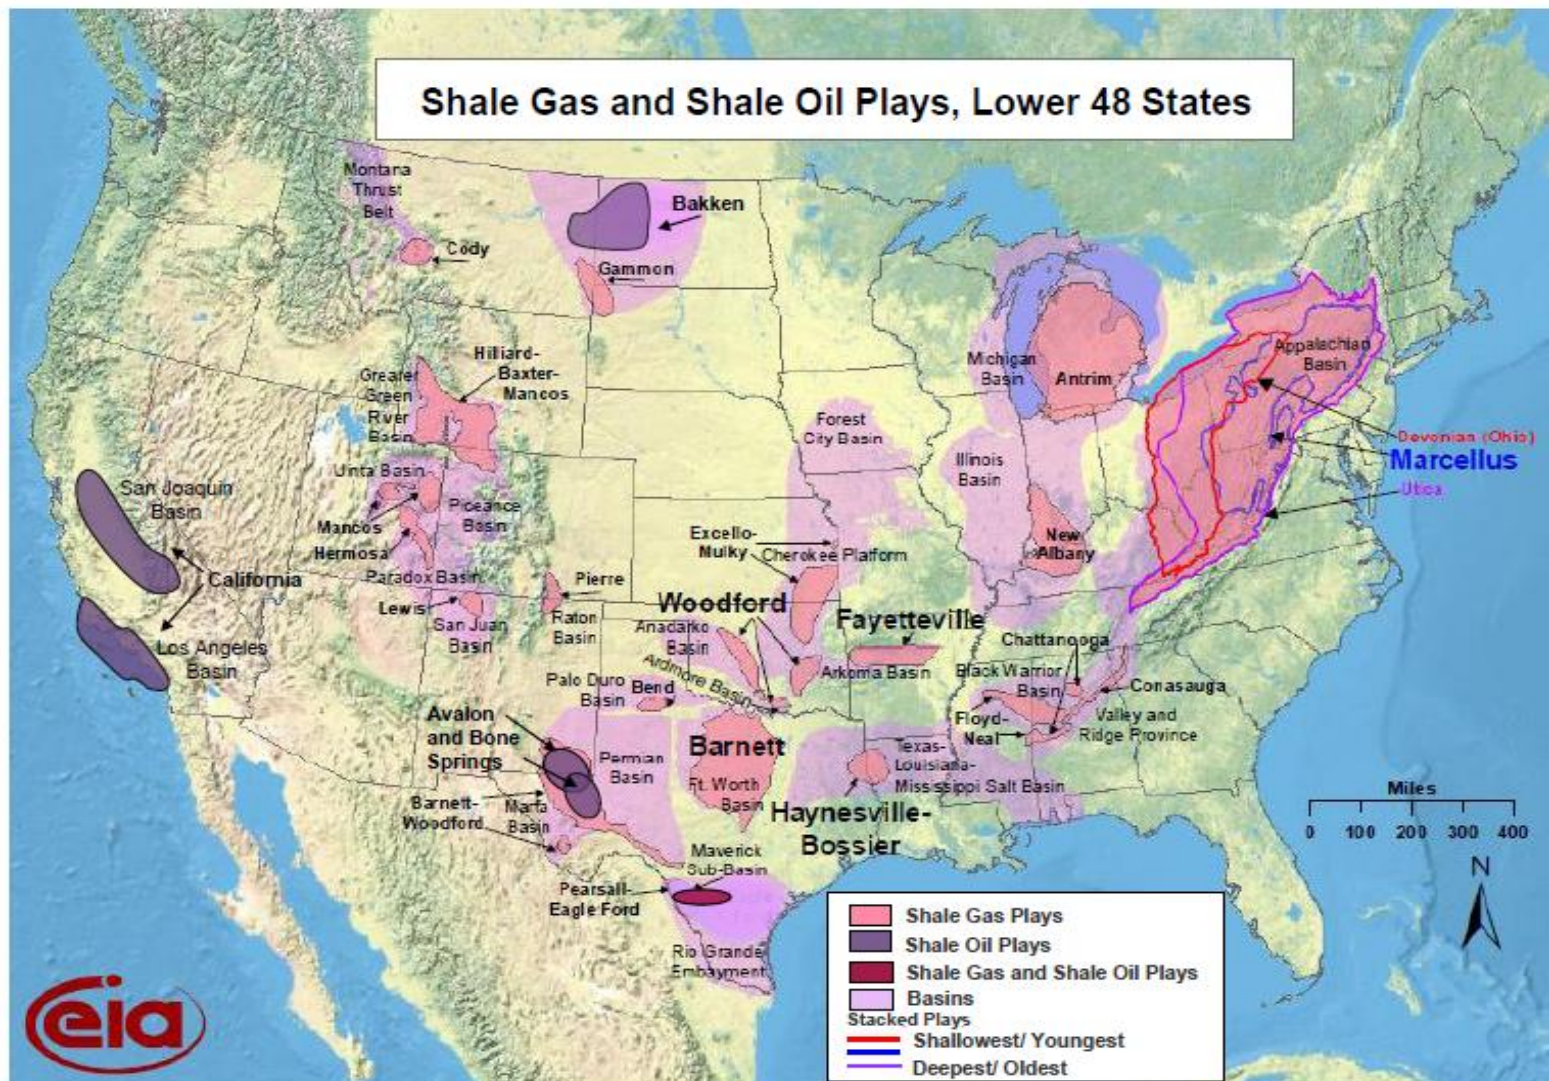 Shale Gas and Shale Oil Plays, Lower 48 States
Montana
Thrust
Belt
Cody
Bakken
Gammon
Hilliard-
Baxter-
Mancos
Greater
Green
River
Basin
Uinta Basin
Piceance
Basin
Mancos
Hermosa
Paradox Basin
Lewis
San Juan
Basin
Pierre
Raton
Basin
San Joaquin
Basin
California
Los Angeles
Basin
Michigan
Basin
Antrim
Appalachian
Basin
Devonian (Ohio)
Marcellus
Utica
Forest
City Basin
Illinois
Basin
New
Albany
Excello-
Mulky
Cherokee Platform
Woodford
Anadarko
Basin
Fayetteville
Arkoma Basin
Ardmore Basin
Palo Duro
Basin
Bend
Chattanooga
Black Warrior
Basin
Conasauga
Floyd-
Neal
Valley and
Ridge Province
Avalon
and Bone
Springs
Permian
Basin
Barnett
Ft. Worth
Basin
Barnett-
Woodford
Marfa
Basin
Texas-
Louisiana-
Mississippi Salt Basin
Haynesville-
Bossier
Maverick
Sub-Basin
Pearsall-
Eagle Ford
Rio Grande
Embayment
Miles
0 100 200 300 400
N
Shale Gas Plays
Shale Oil Plays
Shale Gas and Shale Oil Plays
Basins
Stacked Plays
Shallowest/ Youngest
Deepest/ Oldest
eia